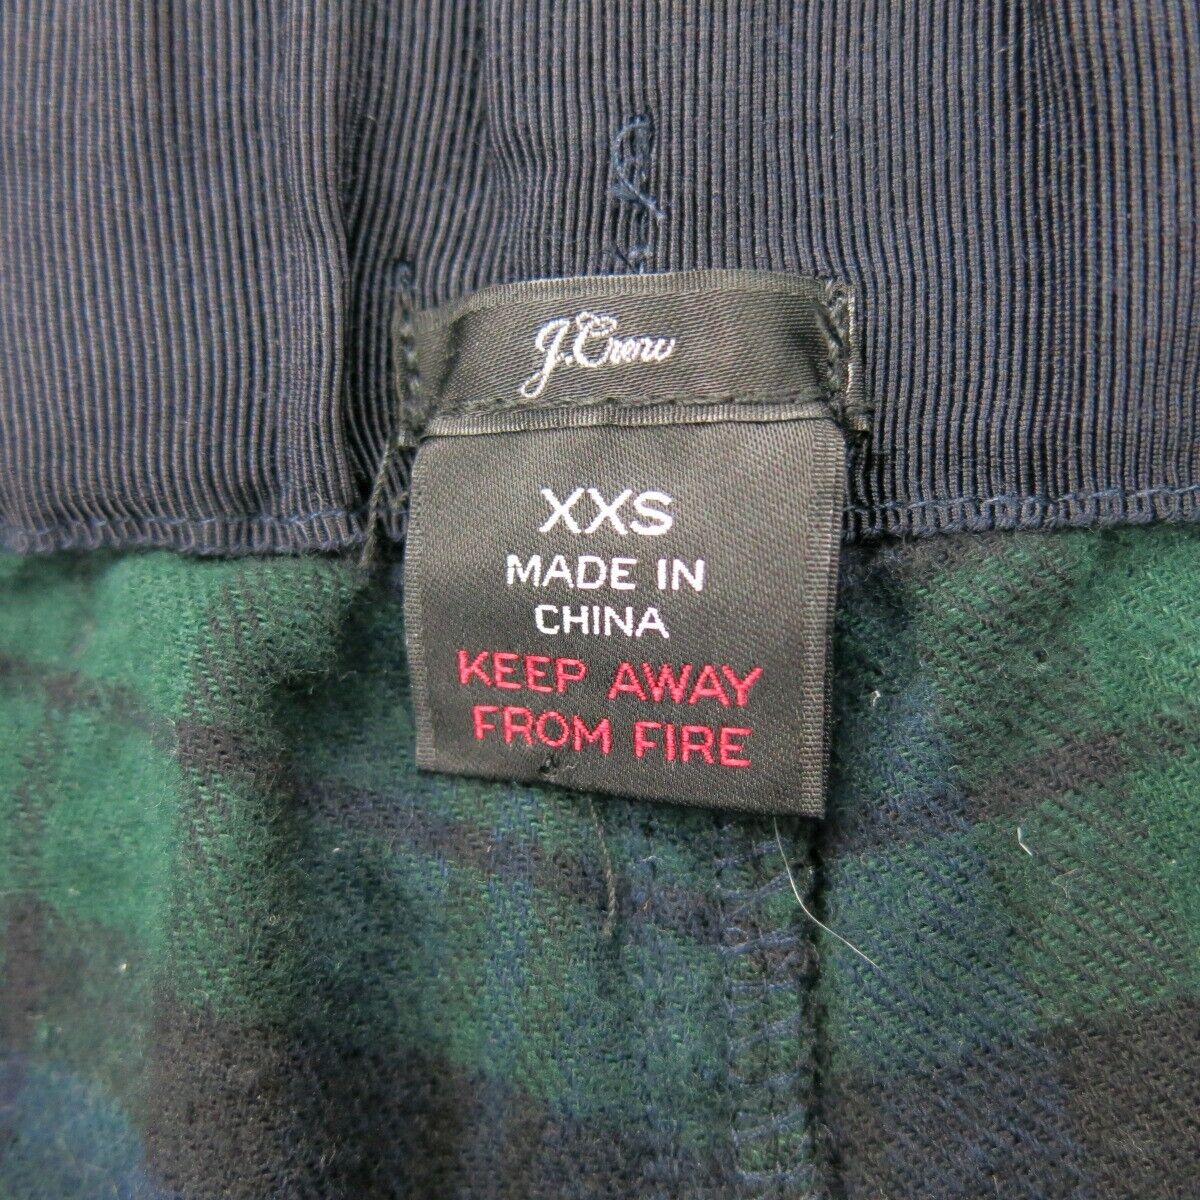 J.Crew
XXS
MADE IN
CHINA
KEEP AWAY
FROM FIRE